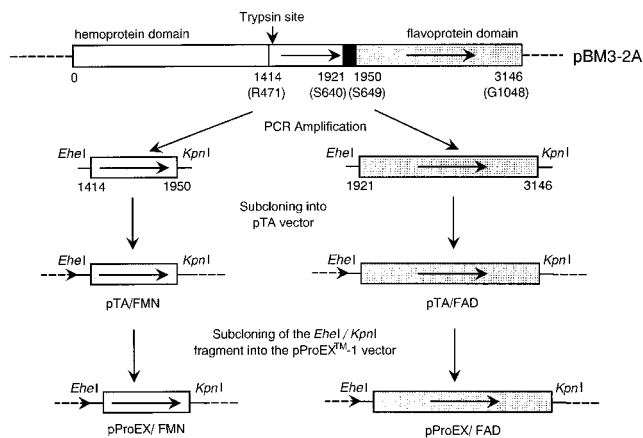 Trypsin site
hemoprotein domain
flavoprotein domain
pBM3-2A
0
1414
1921
1950
3146
(R471)
(S640)
(S649)
(G1048)
PCR Amplification
EheI
KpnI
EheI
KpnI
1414
1950
1921
3146
Subcloning into
pTA vector
EheI
KpnI
EheI
KpnI
pTA/FMN
pTA/FAD
Subcloning of the EheI / KpnI
fragment into the pProEX™-1 vector
EheI
KpnI
EheI
KpnI
pProEX/ FMN
pProEX/ FAD